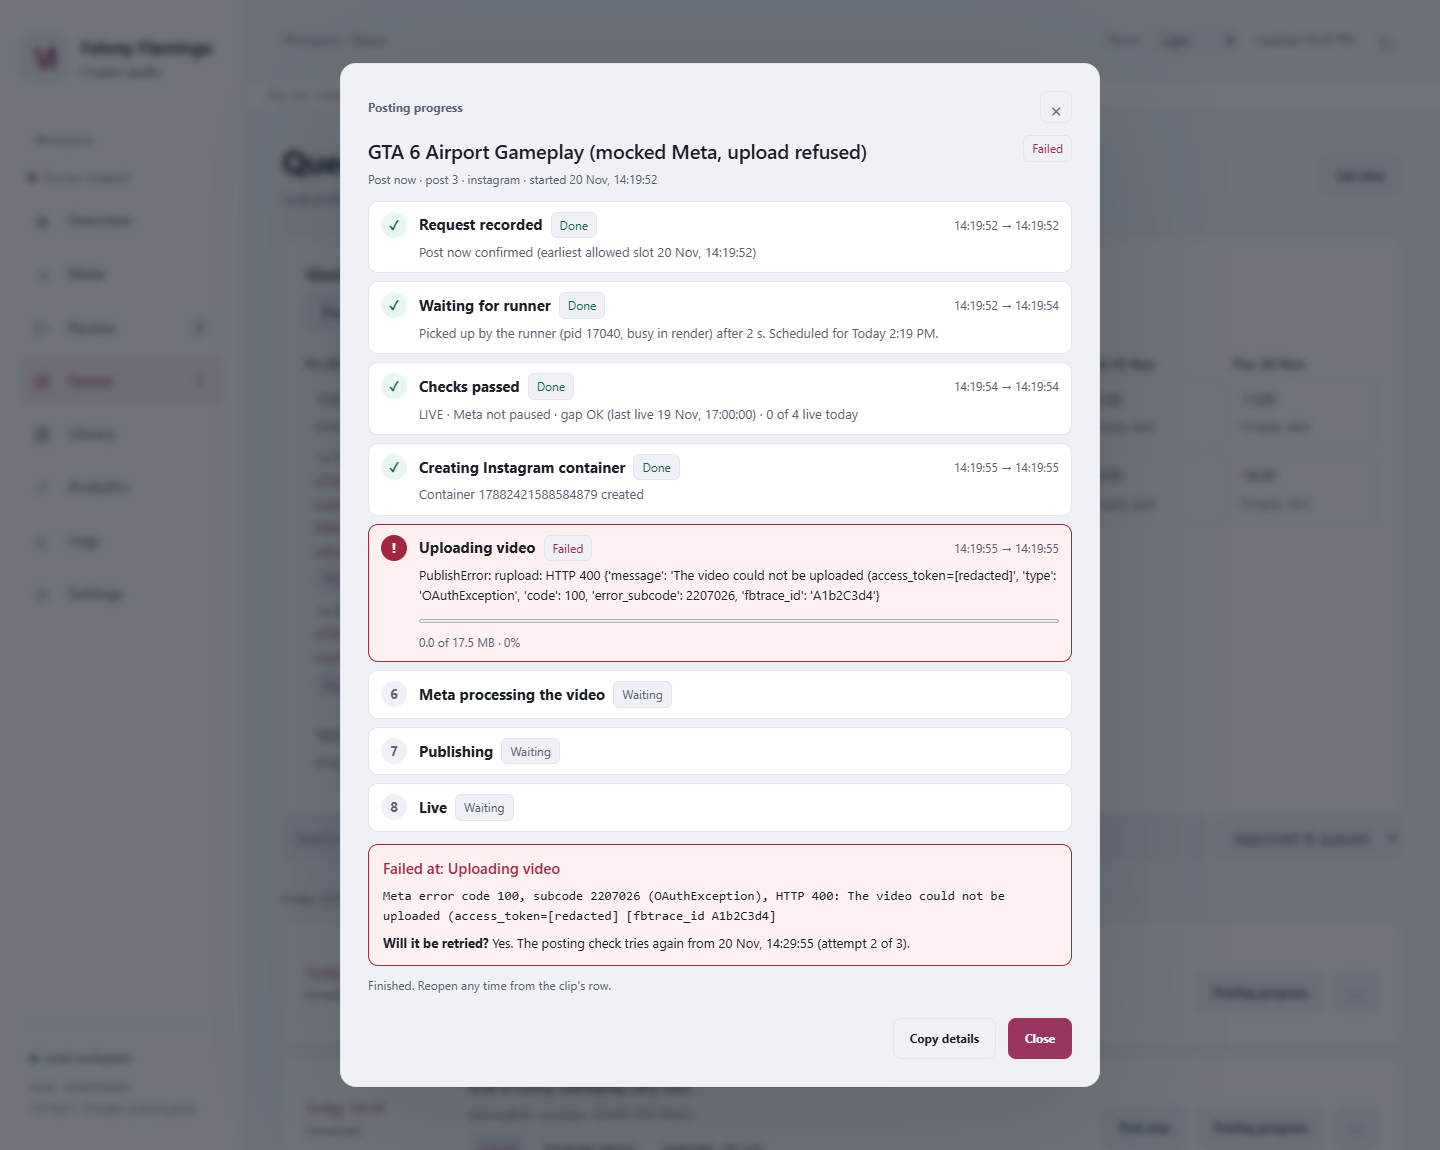 Felony Flamingo
Posting progress
×
GTA 6 Airport Gameplay (mocked Meta, upload refused)
Failed
Post now · post 3 · instagram · started 20 Nov, 14:19:52
✓ Request recorded Done 14:19:52 → 14:19:52
Post now confirmed (earliest allowed slot 20 Nov, 14:19:52)
✓ Waiting for runner Done 14:19:52 → 14:19:54
Picked up by the runner (pid 17040, busy in render) after 2 s. Scheduled for Today 2:19 PM.
✓ Checks passed Done 14:19:54 → 14:19:54
LIVE · Meta not paused · gap OK (last live 19 Nov, 17:00:00) · 0 of 4 live today
✓ Creating Instagram container Done 14:19:55 → 14:19:55
Container 17882421588584879 created
! Uploading video Failed 14:19:55 → 14:19:55
PublishError: rupload: HTTP 400 {'message': 'The video could not be uploaded (access_token=[redacted]', 'type':
'OAuthException', 'code': 100, 'error_subcode': 2207026, 'fbtrace_id': 'A1b2C3d4'}
0.0 of 17.5 MB · 0%
6 Meta processing the video Waiting
7 Publishing Waiting
8 Live Waiting
Failed at: Uploading video
Meta error code 100, subcode 2207026 (OAuthException), HTTP 400: The video could not be
uploaded (access_token=[redacted] [fbtrace_id A1b2C3d4]
Will it be retried? Yes. The posting check tries again from 20 Nov, 14:29:55 (attempt 2 of 3).
Finished. Reopen any time from the clip's row.
Copy details
Close
Overview
Review
Queue
Library
Analytics
Logs
Settings